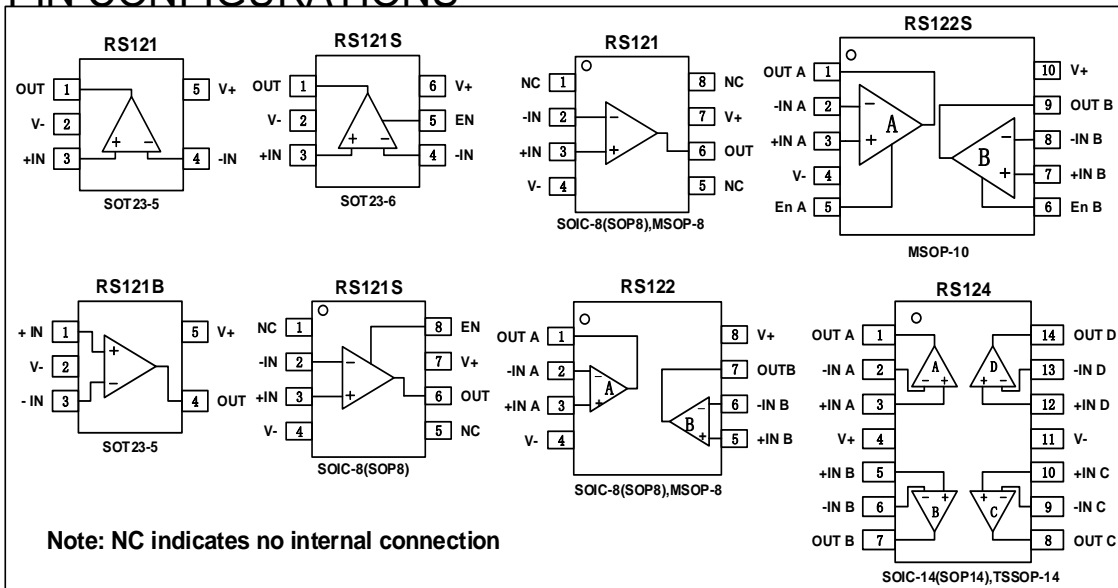 PIN CONFIGURATIONS
RS121
OUT 1
V- 2
+IN 3
5 V+
4 -IN
+ −
SOT23-5
RS121S
OUT 1
V- 2
+IN 3
6 V+
5 EN
4 -IN
+ −
SOT23-6
RS121
NC 1
-IN 2
+IN 3
V- 4
8 NC
7 V+
6 OUT
5 NC
−
+
SOIC-8(SOP8),MSOP-8
RS122S
OUT A 1
-IN A 2
+IN A 3
V- 4
En A 5
10 V+
9 OUT B
8 -IN B
7 +IN B
6 En B
− A +
− B +
MSOP-10
RS121B
+ IN 1
V- 2
- IN 3
5 V+
4 OUT
+
−
SOT23-5
RS121S
NC 1
-IN 2
+IN 3
V- 4
8 EN
7 V+
6 OUT
5 NC
−
+
SOIC-8(SOP8)
RS122
OUT A 1
-IN A 2
+IN A 3
V- 4
8 V+
7 OUTB
6 -IN B
5 +IN B
− A +
− B +
SOIC-8(SOP8),MSOP-8
RS124
OUT A 1
-IN A 2
+IN A 3
V+ 4
+IN B 5
-IN B 6
OUT B 7
14 OUT D
13 -IN D
12 +IN D
11 V-
10 +IN C
9 -IN C
8 OUT C
A − +
D + −
− + B
+ − C
SOIC-14(SOP14),TSSOP-14
Note: NC indicates no internal connection